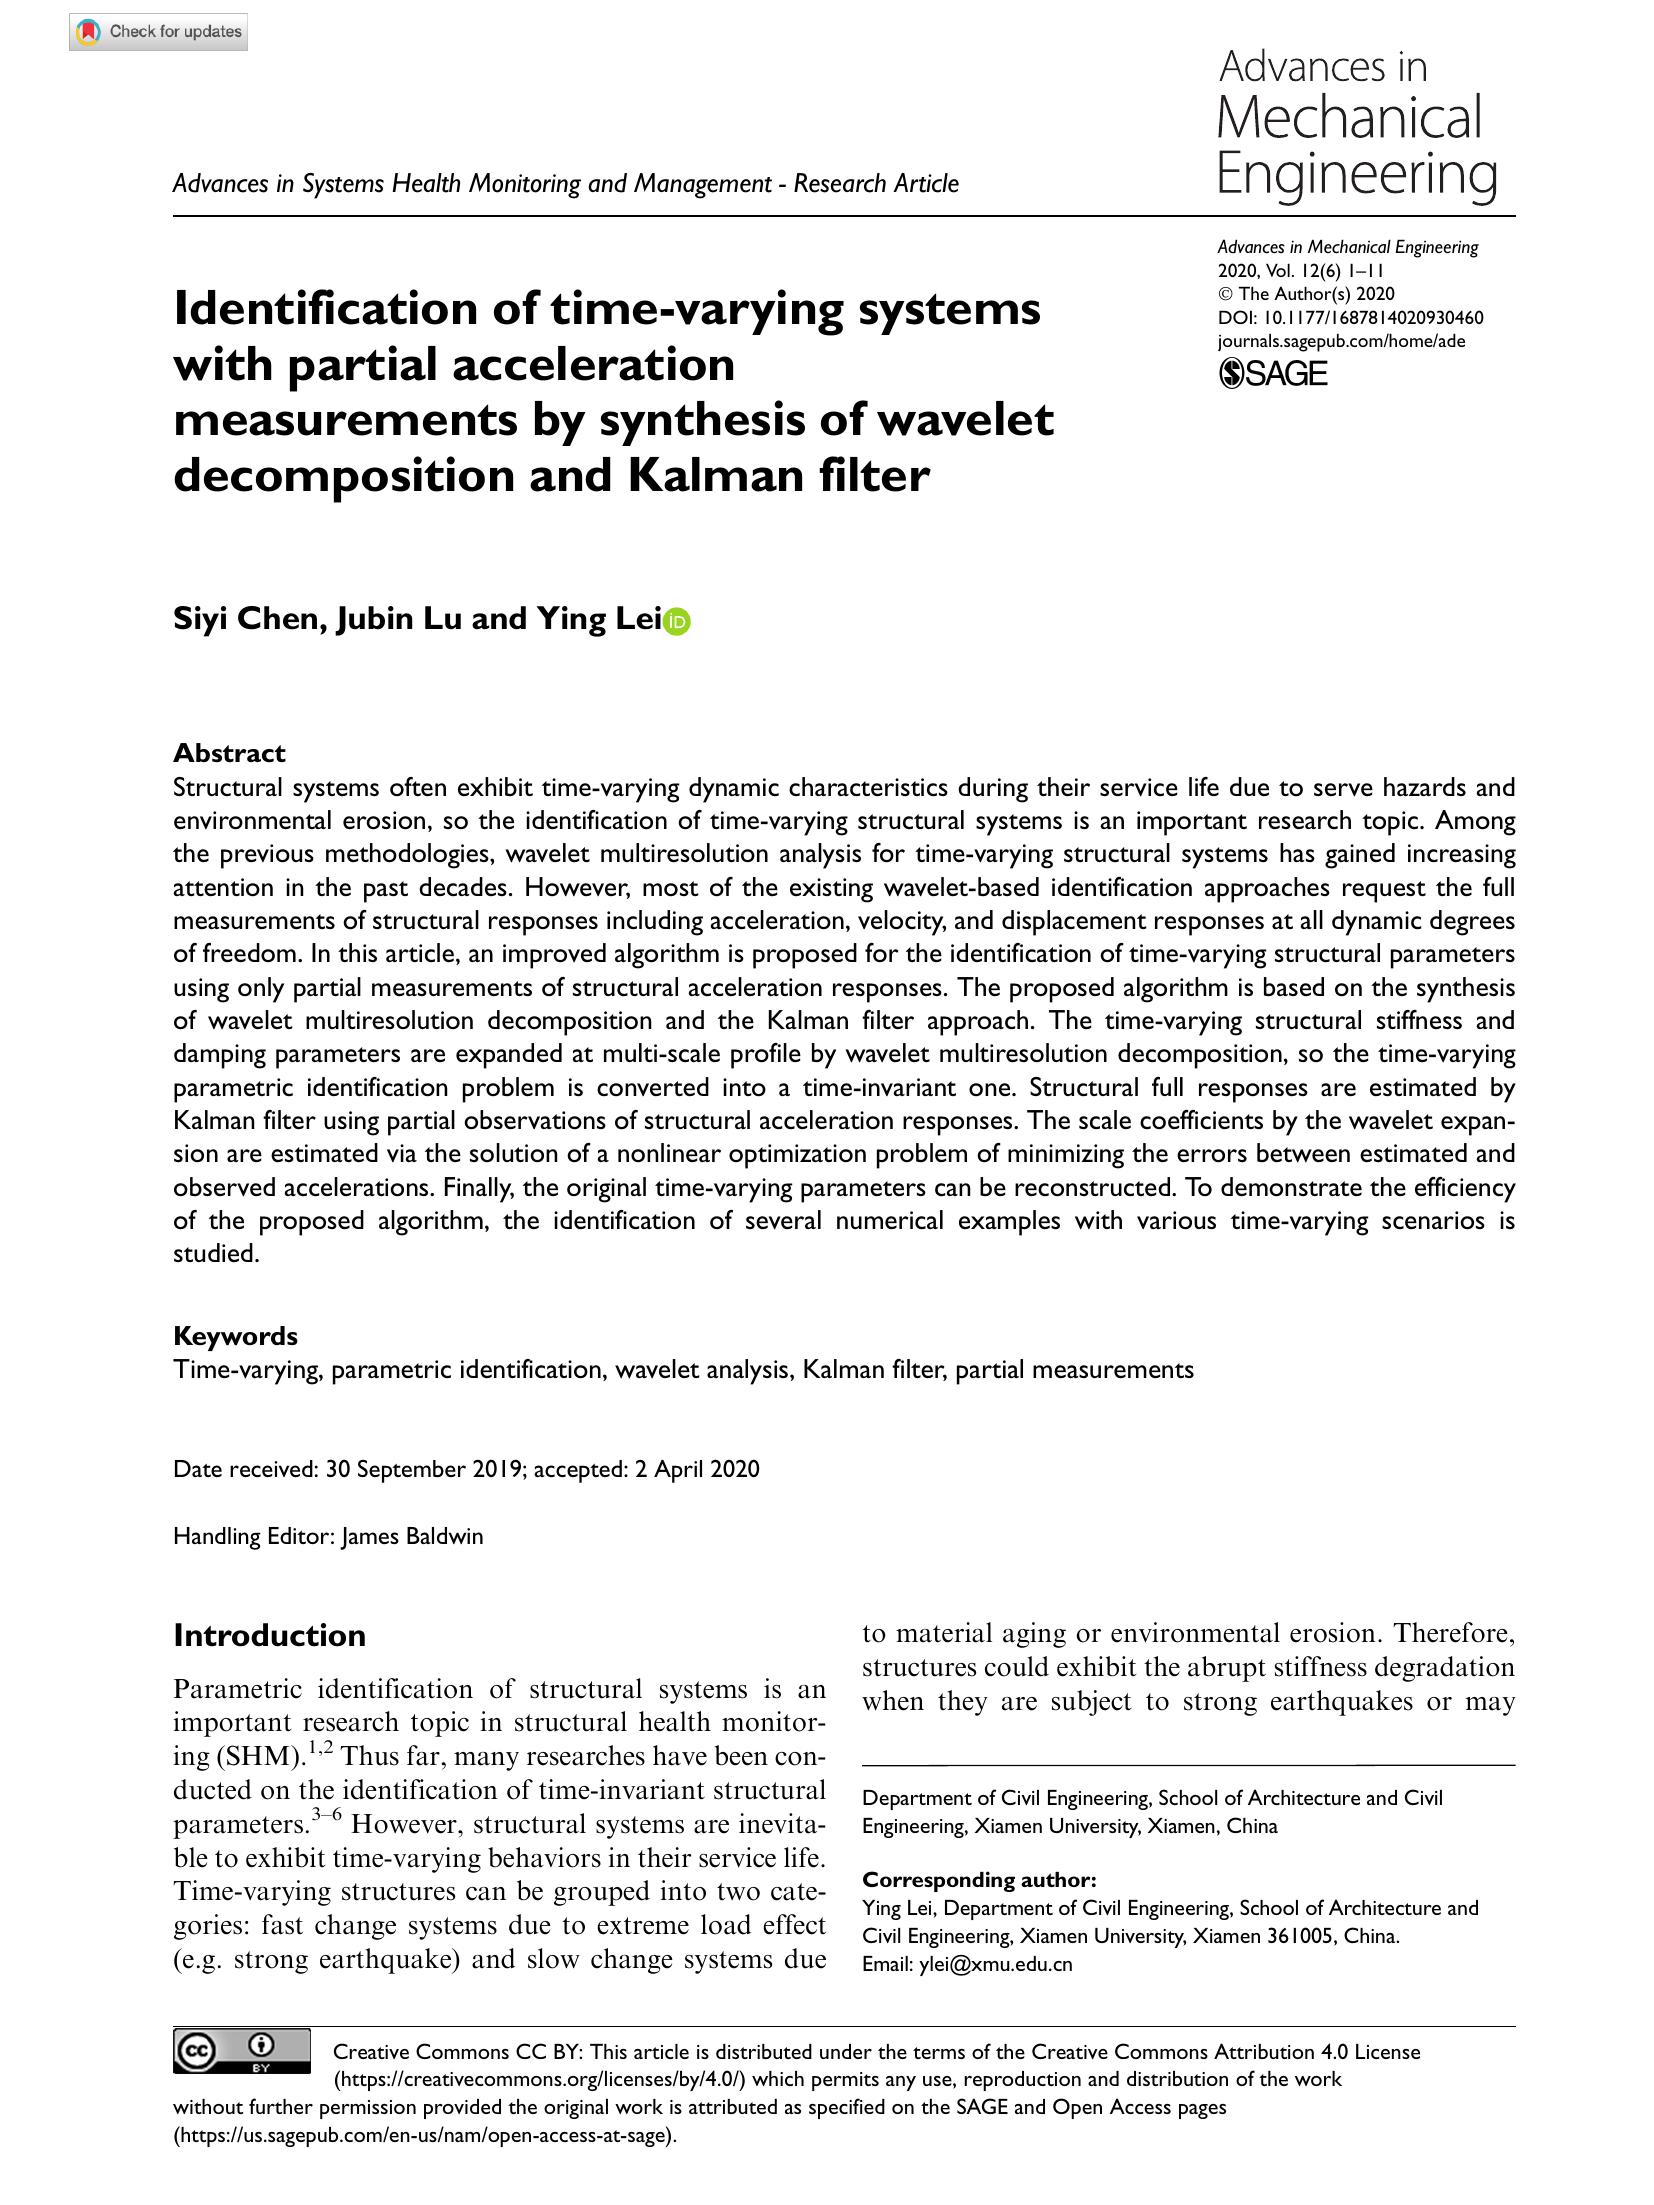 Check for updates
Advances in
Mechanical
Engineering
Advances in Systems Health Monitoring and Management - Research Article
Advances in Mechanical Engineering
2020, Vol. 12(6) 1–11
© The Author(s) 2020
DOI: 10.1177/1687814020930460
journals.sagepub.com/home/ade
SAGE
Identification of time-varying systems
with partial acceleration
measurements by synthesis of wavelet
decomposition and Kalman filter
Siyi Chen, Jubin Lu and Ying Lei iD
Abstract
Structural systems often exhibit time-varying dynamic characteristics during their service life due to serve hazards and
environmental erosion, so the identification of time-varying structural systems is an important research topic. Among
the previous methodologies, wavelet multiresolution analysis for time-varying structural systems has gained increasing
attention in the past decades. However, most of the existing wavelet-based identification approaches request the full
measurements of structural responses including acceleration, velocity, and displacement responses at all dynamic degrees
of freedom. In this article, an improved algorithm is proposed for the identification of time-varying structural parameters
using only partial measurements of structural acceleration responses. The proposed algorithm is based on the synthesis
of wavelet multiresolution decomposition and the Kalman filter approach. The time-varying structural stiffness and
damping parameters are expanded at multi-scale profile by wavelet multiresolution decomposition, so the time-varying
parametric identification problem is converted into a time-invariant one. Structural full responses are estimated by
Kalman filter using partial observations of structural acceleration responses. The scale coefficients by the wavelet expan-
sion are estimated via the solution of a nonlinear optimization problem of minimizing the errors between estimated and
observed accelerations. Finally, the original time-varying parameters can be reconstructed. To demonstrate the efficiency
of the proposed algorithm, the identification of several numerical examples with various time-varying scenarios is
studied.
Keywords
Time-varying, parametric identification, wavelet analysis, Kalman filter, partial measurements
Date received: 30 September 2019; accepted: 2 April 2020
Handling Editor: James Baldwin
Introduction
Parametric identification of structural systems is an
important research topic in structural health monitor-
ing (SHM).1,2 Thus far, many researches have been con-
ducted on the identification of time-invariant structural
parameters.3–6 However, structural systems are inevita-
ble to exhibit time-varying behaviors in their service life.
Time-varying structures can be grouped into two cate-
gories: fast change systems due to extreme load effect
(e.g. strong earthquake) and slow change systems due
to material aging or environmental erosion. Therefore,
structures could exhibit the abrupt stiffness degradation
when they are subject to strong earthquakes or may
Department of Civil Engineering, School of Architecture and Civil
Engineering, Xiamen University, Xiamen, China
Corresponding author:
Ying Lei, Department of Civil Engineering, School of Architecture and
Civil Engineering, Xiamen University, Xiamen 361005, China.
Email: ylei@xmu.edu.cn
cc BY
Creative Commons CC BY: This article is distributed under the terms of the Creative Commons Attribution 4.0 License
(https://creativecommons.org/licenses/by/4.0/) which permits any use, reproduction and distribution of the work
without further permission provided the original work is attributed as specified on the SAGE and Open Access pages
(https://us.sagepub.com/en-us/nam/open-access-at-sage).